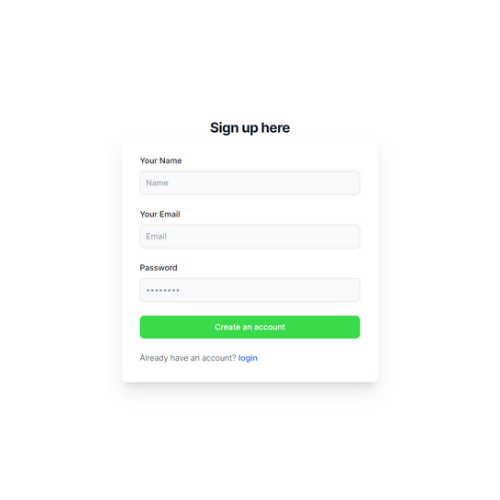 Sign up here
Your Name
Name
Your Email
Email
Password
••••••••
Create an account
Already have an account? login